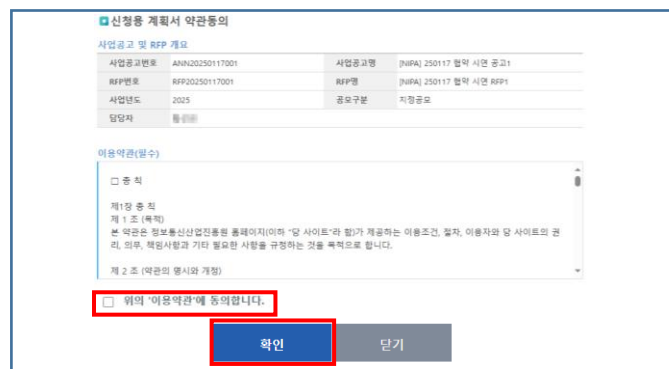 신청용 계획서 약관동의
사업공고 및 RFP 개요
사업공고번호 ANN20250117001 사업공고명 [NIPA] 250117 협약 시연 공고1
RFP번호 RFP20250117001 RFP명 [NIPA] 250117 협약 시연 RFP1
사업년도 2025 공모구분 지정공모
담당자
이용약관(필수)
□ 총 칙
제1장 총 칙
제 1 조 (목적)
본 약관은 정보통신산업진흥원 홈페이지(이하 "당 사이트"라 함)가 제공하는 이용조건, 절차, 이용자와 당 사이트의 권
리, 의무, 책임사항과 기타 필요한 사항을 규정하는 것을 목적으로 합니다.
제 2 조 (약관의 명시와 개정)
위의 '이용약관'에 동의합니다.
확인 닫기